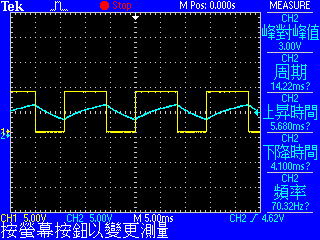 Tek Stop M Pos: 0.000s MEASURE
CH2
峰對峰值
3.00V
CH2
周期
14.22ms?
CH2
上昇時間
5.680ms?
CH2
下降時間
4.100ms?
CH2
頻率
70.32Hz?
1
2
CH1 5.00V CH2 5.00V M 5.00ms CH2 4.62V
按螢幕按鈕以變更測量